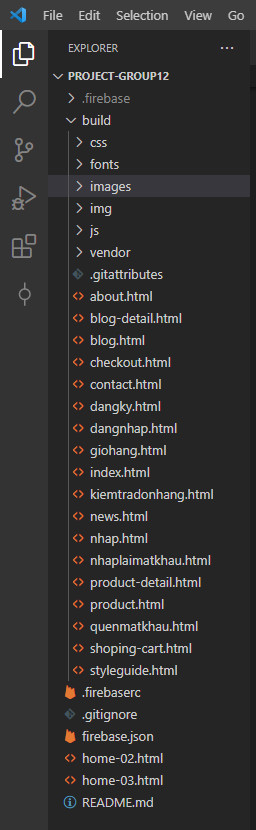 File Edit Selection View Go
EXPLORER
PROJECT-GROUP12
.firebase
build
css
fonts
images
img
js
vendor
.gitattributes
about.html
blog-detail.html
blog.html
checkout.html
contact.html
dangky.html
dangnhap.html
giohang.html
index.html
kiemtradonhang.html
news.html
nhap.html
nhaplaimatkhau.html
product-detail.html
product.html
quenmatkhau.html
shoping-cart.html
styleguide.html
.firebaserc
.gitignore
firebase.json
home-02.html
home-03.html
README.md